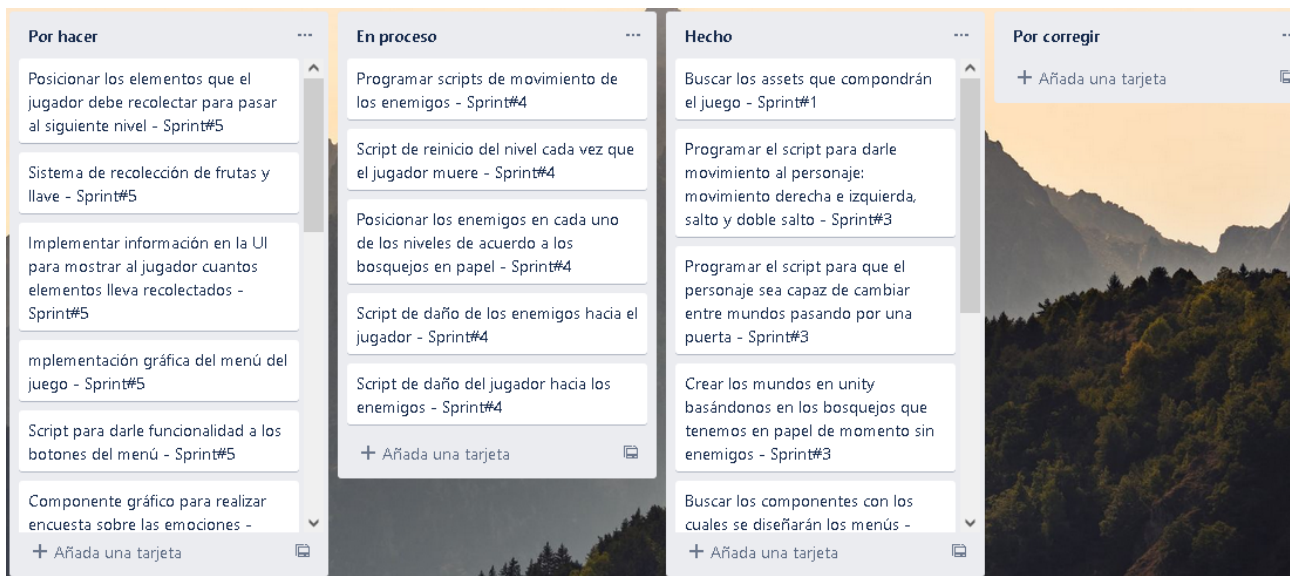 Por hacer
Posicionar los elementos que el
jugador debe recolectar para pasar
al siguiente nivel - Sprint#5
Sistema de recolección de frutas y
llave - Sprint#5
Implementar información en la UI
para mostrar al jugador cuantos
elementos lleva recolectados -
Sprint#5
mplementación gráfica del menú del
juego - Sprint#5
Script para darle funcionalidad a los
botones del menú - Sprint#5
Componente gráfico para realizar
encuesta sobre las emociones -
+ Añada una tarjeta
En proceso
Programar scripts de movimiento de
los enemigos - Sprint#4
Script de reinicio del nivel cada vez que
el jugador muere - Sprint#4
Posicionar los enemigos en cada uno
de los niveles de acuerdo a los
bosquejos en papel - Sprint#4
Script de daño de los enemigos hacia el
jugador - Sprint#4
Script de daño del jugador hacia los
enemigos - Sprint#4
+ Añada una tarjeta
Hecho
Buscar los assets que compondrán
el juego - Sprint#1
Programar el script para darle
movimiento al personaje:
movimiento derecha e izquierda,
salto y doble salto - Sprint#3
Programar el script para que el
personaje sea capaz de cambiar
entre mundos pasando por una
puerta - Sprint#3
Crear los mundos en unity
basándonos en los bosquejos que
tenemos en papel de momento sin
enemigos - Sprint#3
Buscar los componentes con los
cuales se diseñarán los menús -
+ Añada una tarjeta
Por corregir
+ Añada una tarjeta